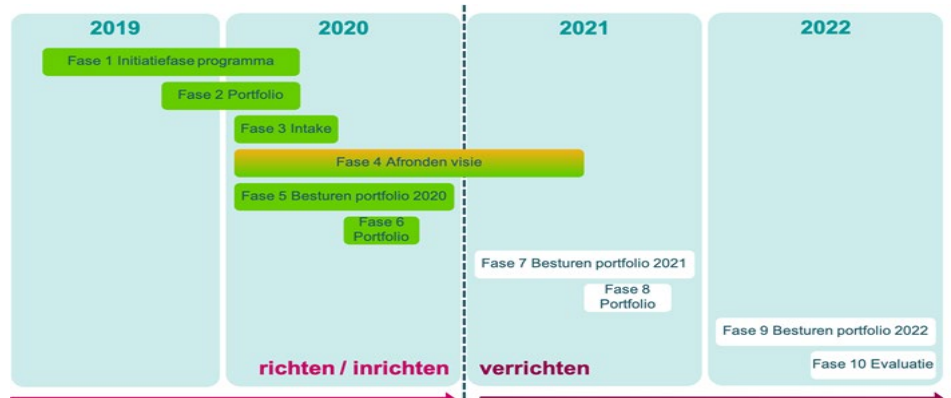 2019 2020 2021 2022
Fase 1 Initiatiefase programma
Fase 2 Portfolio
Fase 3 Intake
Fase 4 Afronden visie
Fase 5 Besturen portfolio 2020
Fase 6
Portfolio
Fase 7 Besturen portfolio 2021
Fase 8
Portfolio
Fase 9 Besturen portfolio 2022
Fase 10 Evaluatie
richten / inrichten verrichten